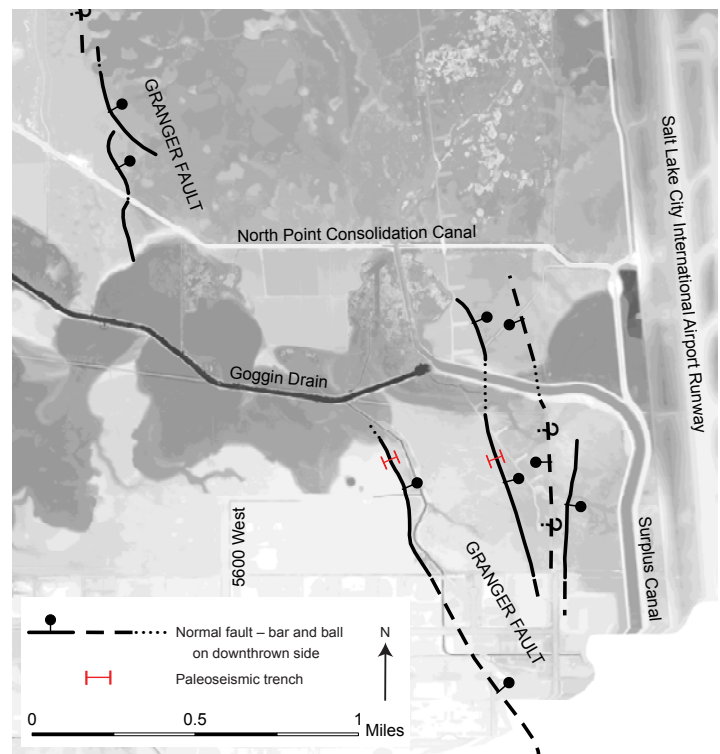 ?
GRANGER FAULT
Salt Lake City International Airport Runway
North Point Consolidation Canal
Goggin Drain
?
5600 West
?
GRANGER FAULT
Surplus Canal
Normal fault – bar and ball
on downthrown side
Paleoseismic trench
N
0 0.5 1 Miles